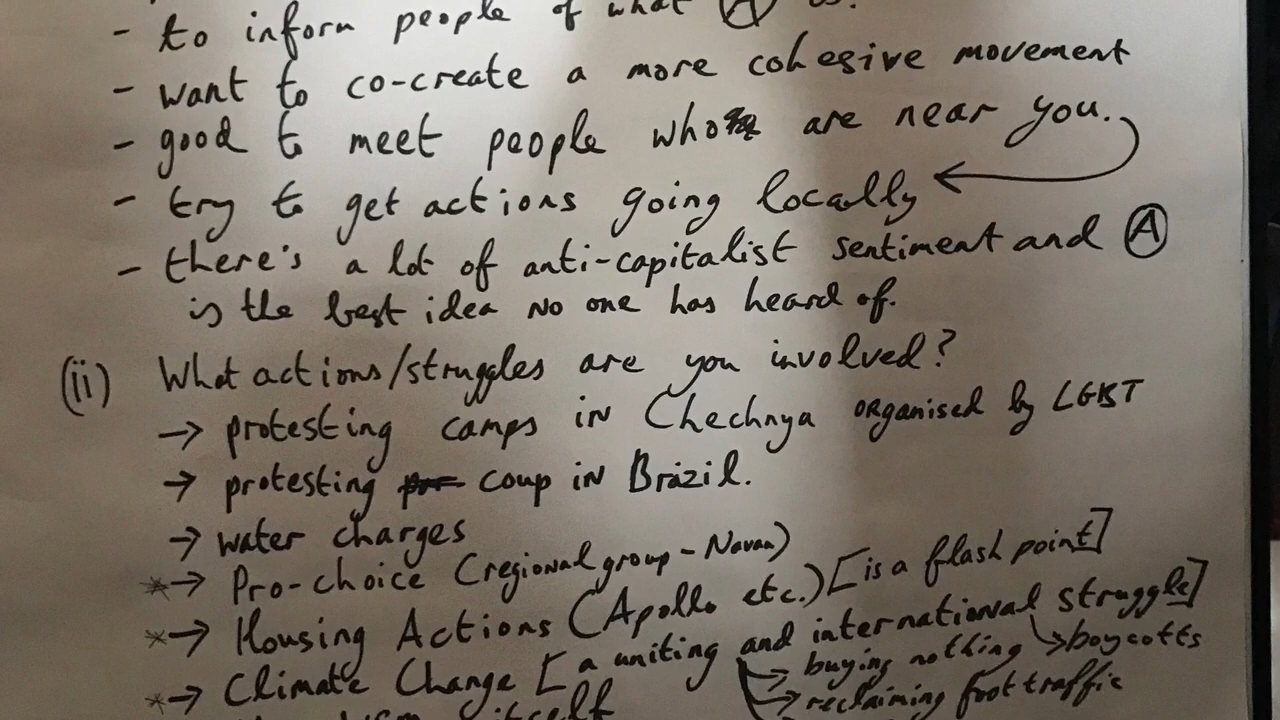 - to inform people of what Ⓐ is.
- want to co-create a more cohesive movement
- good to meet people who are near you.
- try to get actions going locally
- there's a lot of anti-capitalist sentiment and Ⓐ
is the best idea no one has heard of.
(ii) What actions/struggles are you involved?
→ protesting camps in Chechnya organised by LGBT
→ protesting coup in Brazil.
→ water charges
*→ Pro-choice (regional group - Navan)
*→ Housing Actions (Apollo etc.) [is a flash point]
*→ Climate Change [a uniting and international struggle]
→ buying nothing → boycotts
→ reclaiming foot traffic
itself